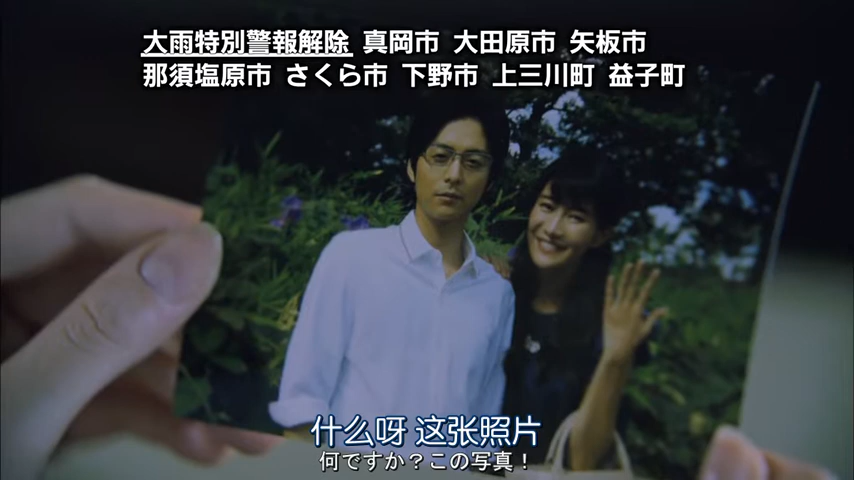 大雨特別警報解除 真岡市 大田原市 矢板市
那須塩原市 さくら市 下野市 上三川町 益子町
什么呀 这张照片
何ですか？この写真！